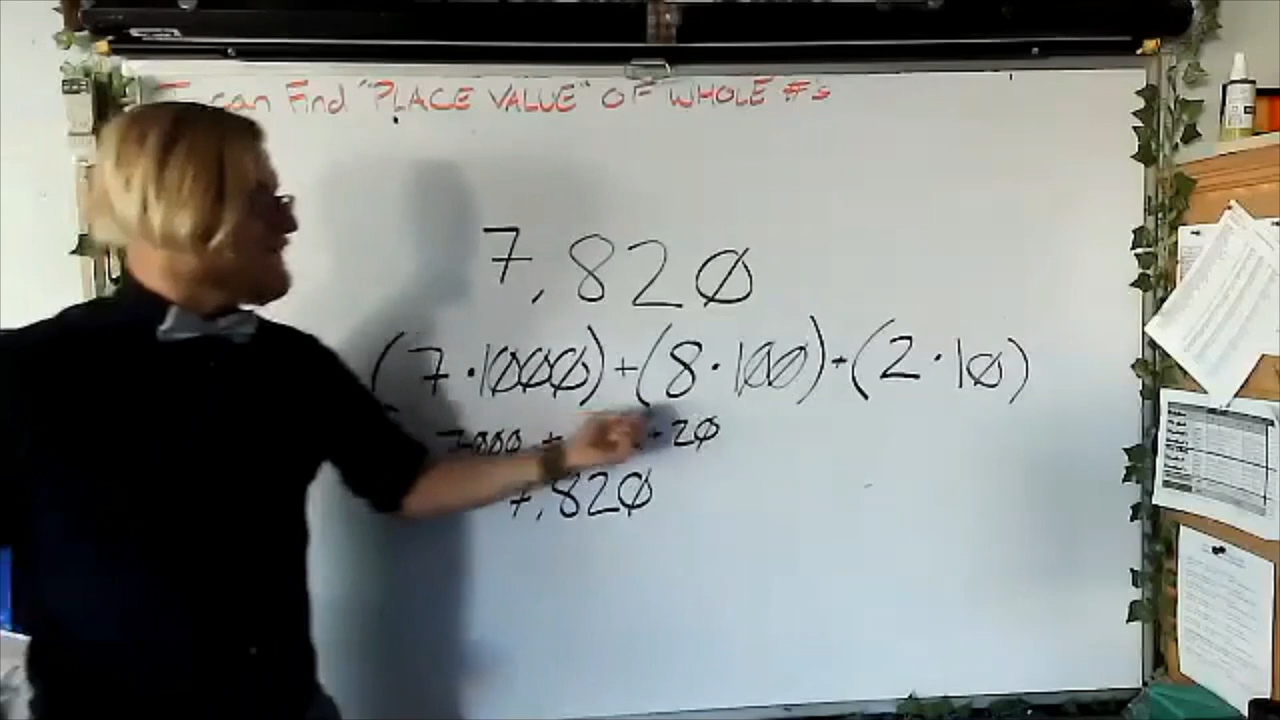 I can Find "PLACE VALUE" OF WHOLE #s
7,820
(7·1000)+(8·100)+(2·10)
7000 + + 20
7,820